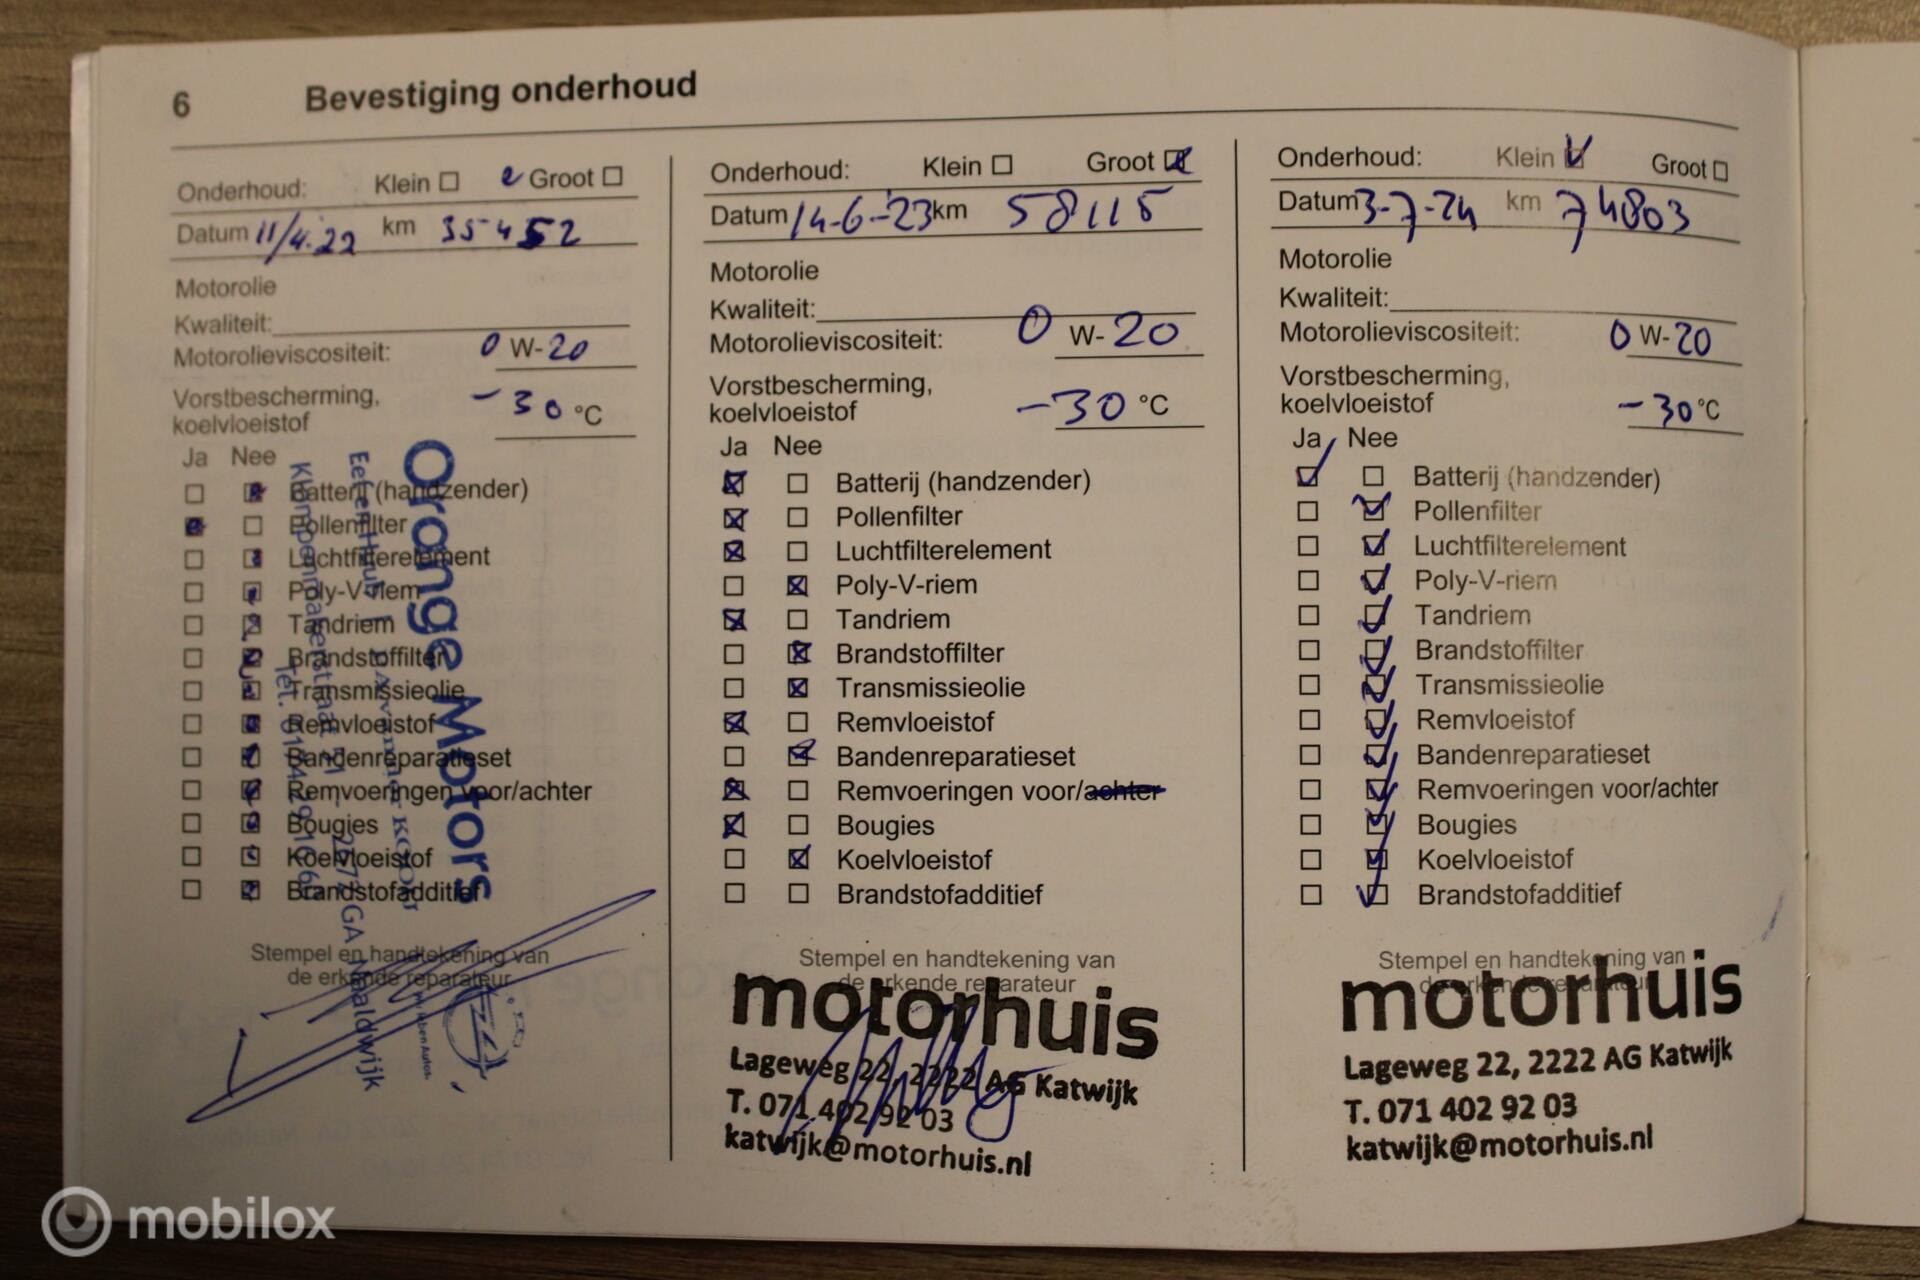 6 Bevestiging onderhoud
Onderhoud: Klein Groot
Datum 11/4.'22 km 35452
Motorolie
Kwaliteit:
Motorolieviscositeit: 0 W-20
Vorstbescherming,
koelvloeistof -30 °C
Ja Nee
Batterij (handzender)
Pollenfilter
Luchtfilterelement
Poly-V-riem
Tandriem
Brandstoffilter
Transmissieolie
Remvloeistof
Bandenreparatieset
Remvoeringen voor/achter
Bougies
Koelvloeistof
Brandstofadditief
Stempel en handtekening van
de erkende reparateur
Orange Motors
2672 GA Naaldwijk
Onderhoud: Klein Groot
Datum 14-6-'23 km 58115
Motorolie
Kwaliteit:
Motorolieviscositeit: 0 W-20
Vorstbescherming,
koelvloeistof -30 °C
Ja Nee
Batterij (handzender)
Pollenfilter
Luchtfilterelement
Poly-V-riem
Tandriem
Brandstoffilter
Transmissieolie
Remvloeistof
Bandenreparatieset
Remvoeringen voor/achter
Bougies
Koelvloeistof
Brandstofadditief
Stempel en handtekening van
de erkende reparateur
motorhuis
Lageweg 22, 2222 AG Katwijk
T. 071 402 92 03
katwijk@motorhuis.nl
Onderhoud: Klein Groot
Datum 3-7-24 km 74803
Motorolie
Kwaliteit:
Motorolieviscositeit: 0 W-20
Vorstbescherming,
koelvloeistof -30 °C
Ja Nee
Batterij (handzender)
Pollenfilter
Luchtfilterelement
Poly-V-riem
Tandriem
Brandstoffilter
Transmissieolie
Remvloeistof
Bandenreparatieset
Remvoeringen voor/achter
Bougies
Koelvloeistof
Brandstofadditief
Stempel en handtekening van
de erkende reparateur
motorhuis
Lageweg 22, 2222 AG Katwijk
T. 071 402 92 03
katwijk@motorhuis.nl
mobilox